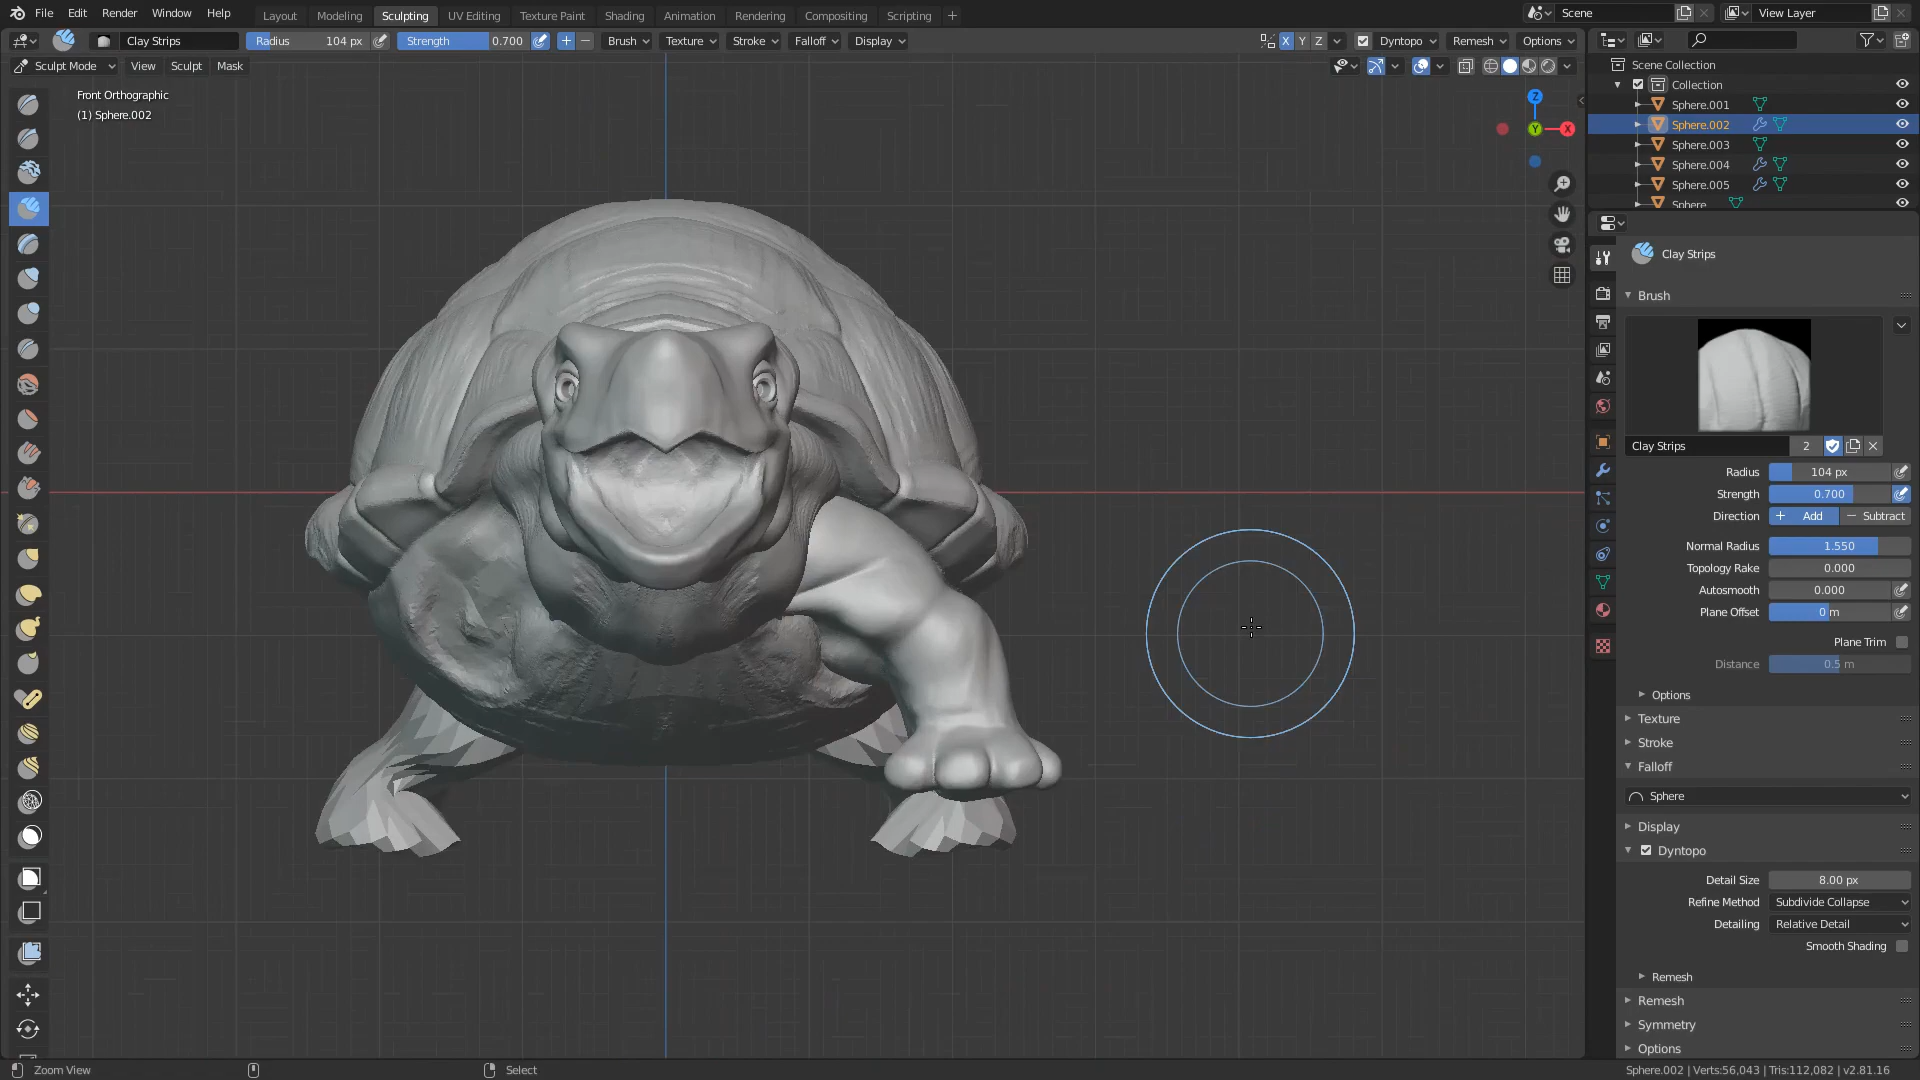 File Edit Render Window Help Layout Modeling Sculpting UV Editing Texture Paint Shading Animation Rendering Compositing Scripting + Scene View Layer
Clay Strips Radius 104 px Strength 0.700 + − Brush Texture Stroke Falloff Display X Y Z Dyntopo Remesh Options
Sculpt Mode View Sculpt Mask
Front Orthographic
(1) Sphere.002
Z
Y
X
Scene Collection
Collection
Sphere.001
Sphere.002
Sphere.003
Sphere.004
Sphere.005
Sphere
Clay Strips
Brush
Clay Strips 2
Radius 104 px
Strength 0.700
Direction + Add − Subtract
Normal Radius 1.550
Topology Rake 0.000
Autosmooth 0.000
Plane Offset 0 m
Plane Trim
Distance 0.5 m
Options
Texture
Stroke
Falloff
Sphere
Display
Dyntopo
Detail Size 8.00 px
Refine Method Subdivide Collapse
Detailing Relative Detail
Smooth Shading
Remesh
Remesh
Symmetry
Options
Zoom View Select Sphere.002 | Verts:56,043 | Tris:112,082 | v2.81.16